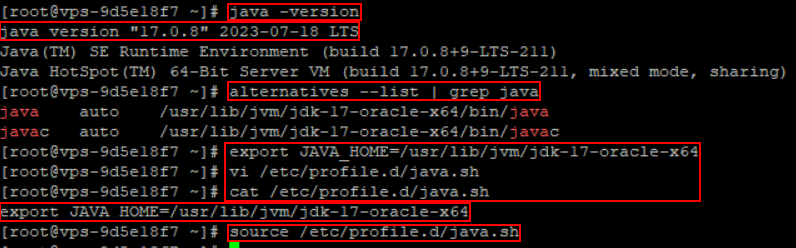 [root@vps-9d5e18f7 ~]# java -version
java version "17.0.8" 2023-07-18 LTS
Java(TM) SE Runtime Environment (build 17.0.8+9-LTS-211)
Java HotSpot(TM) 64-Bit Server VM (build 17.0.8+9-LTS-211, mixed mode, sharing)
[root@vps-9d5e18f7 ~]# alternatives --list | grep java
java    auto    /usr/lib/jvm/jdk-17-oracle-x64/bin/java
javac   auto    /usr/lib/jvm/jdk-17-oracle-x64/bin/javac
[root@vps-9d5e18f7 ~]# export JAVA_HOME=/usr/lib/jvm/jdk-17-oracle-x64
[root@vps-9d5e18f7 ~]# vi /etc/profile.d/java.sh
[root@vps-9d5e18f7 ~]# cat /etc/profile.d/java.sh
export JAVA_HOME=/usr/lib/jvm/jdk-17-oracle-x64
[root@vps-9d5e18f7 ~]# source /etc/profile.d/java.sh